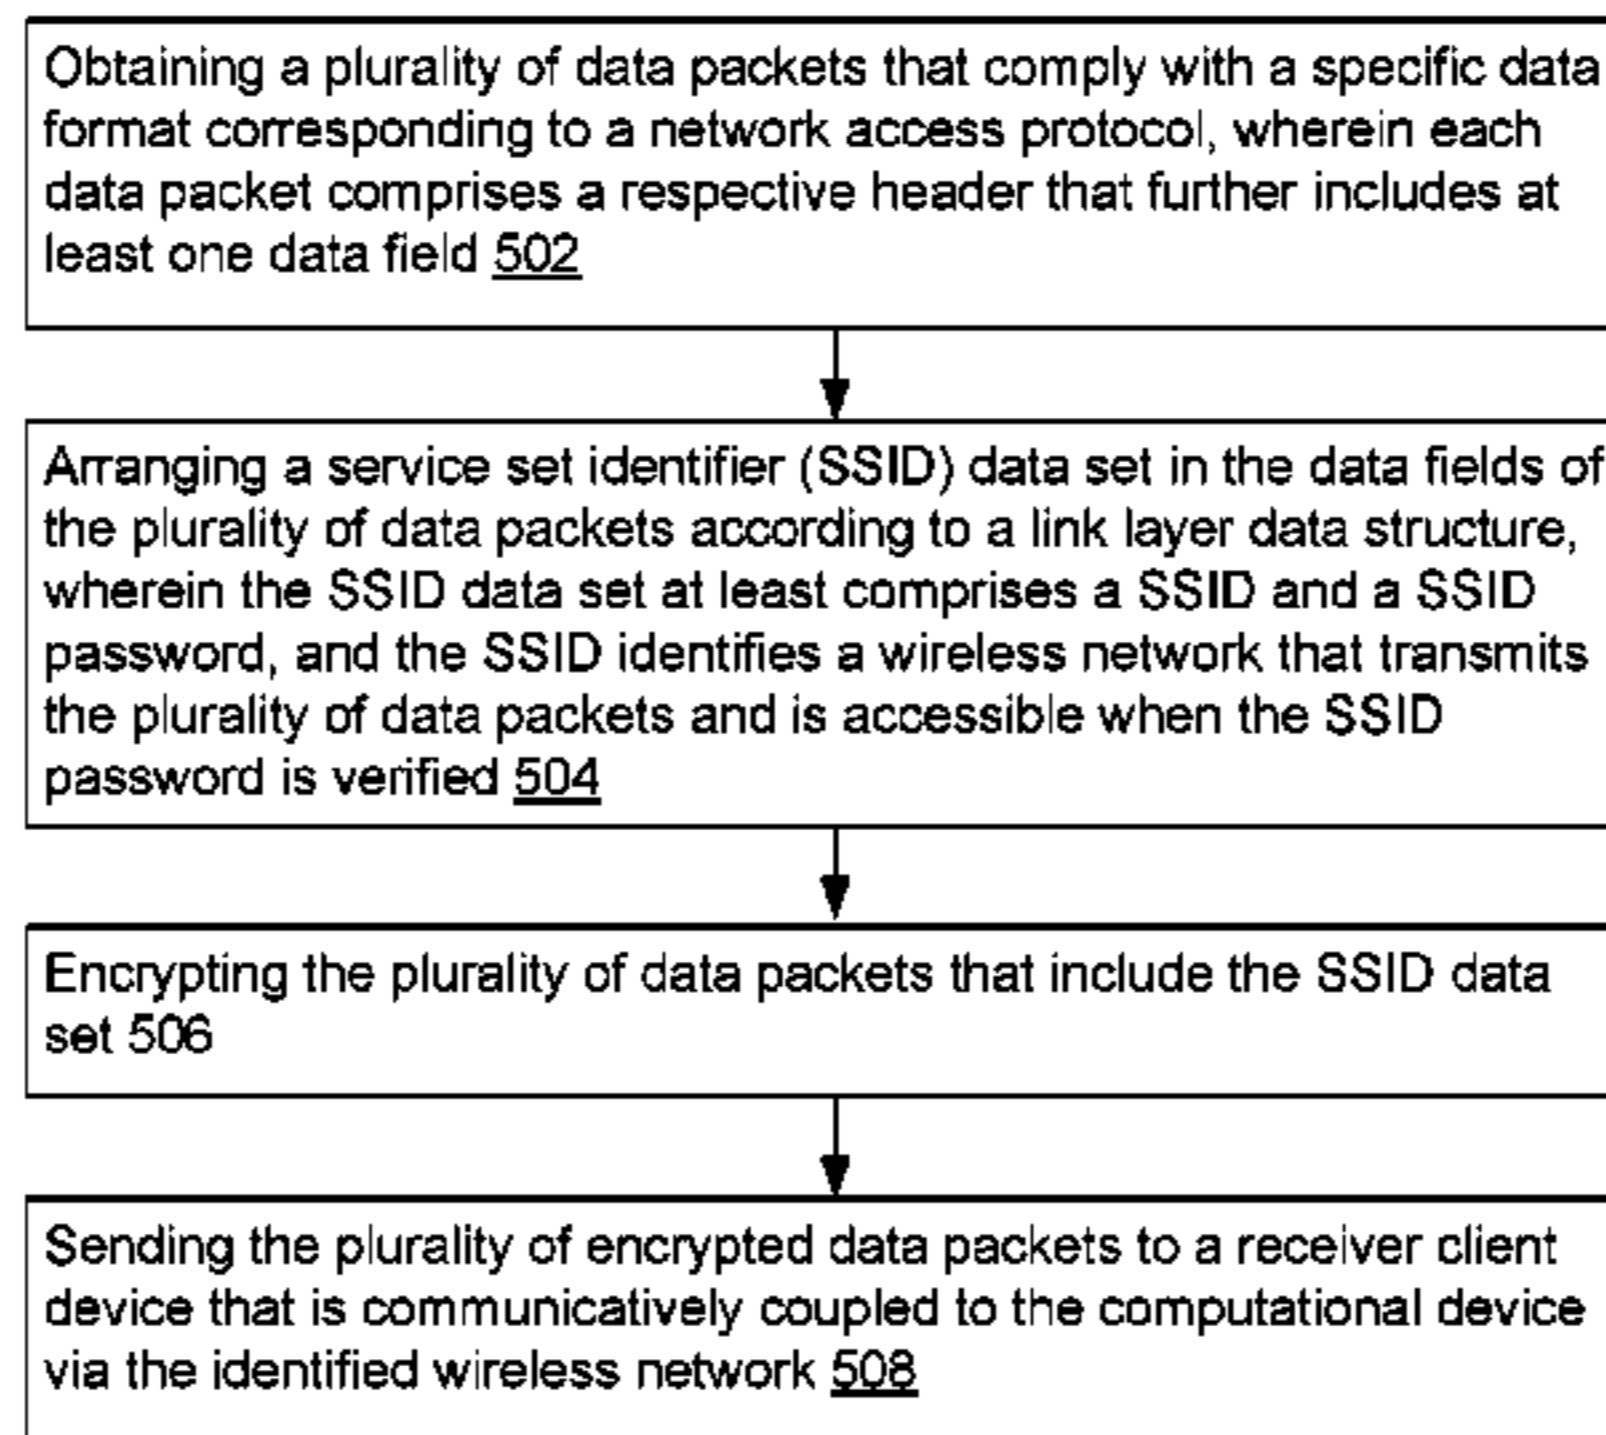 Obtaining a plurality of data packets that comply with a specific data
format corresponding to a network access protocol, wherein each
data packet comprises a respective header that further includes at
least one data field 502
Arranging a service set identifier (SSID) data set in the data fields of
the plurality of data packets according to a link layer data structure,
wherein the SSID data set at least comprises a SSID and a SSID
password, and the SSID identifies a wireless network that transmits
the plurality of data packets and is accessible when the SSID
password is verified 504
Encrypting the plurality of data packets that include the SSID data
set 506
Sending the plurality of encrypted data packets to a receiver client
device that is communicatively coupled to the computational device
via the identified wireless network 508